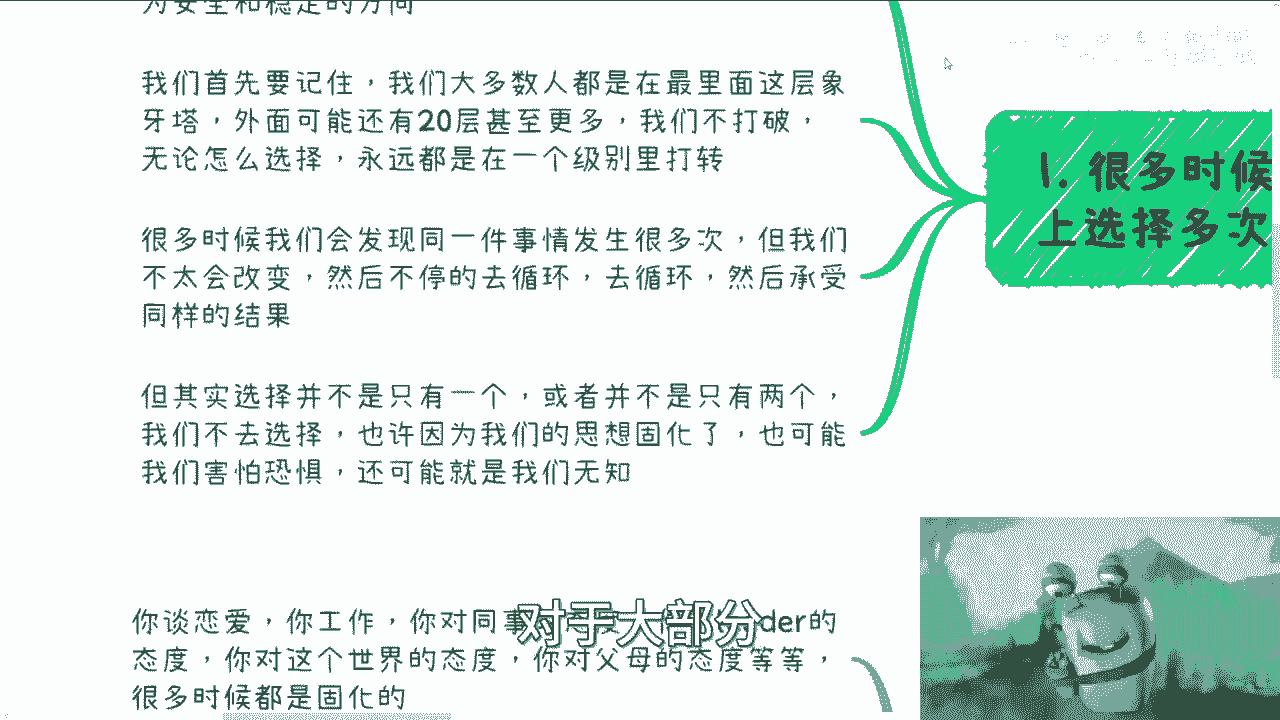 为安全和稳定的方向
我们首先要记住，我们大多数人都是在最里面这层象
牙塔，外面可能还有20层甚至更多，我们不打破，
无论怎么选择，永远都是在一个级别里打转
很多时候我们会发现同一件事情发生很多次，但我们
不太会改变，然后不停的去循环，去循环，然后承受
同样的结果
但其实选择并不是只有一个，或者并不是只有两个，
我们不去选择，也许因为我们的思想固化了，也可能
我们害怕恐惧，还可能就是我们无知
1. 很多时候
上选择多次
你谈恋爱，你工作，你对同事 der的
态度，你对这个世界的态度，你对父母的态度等等，
很多时候都是固化的
对于大部分